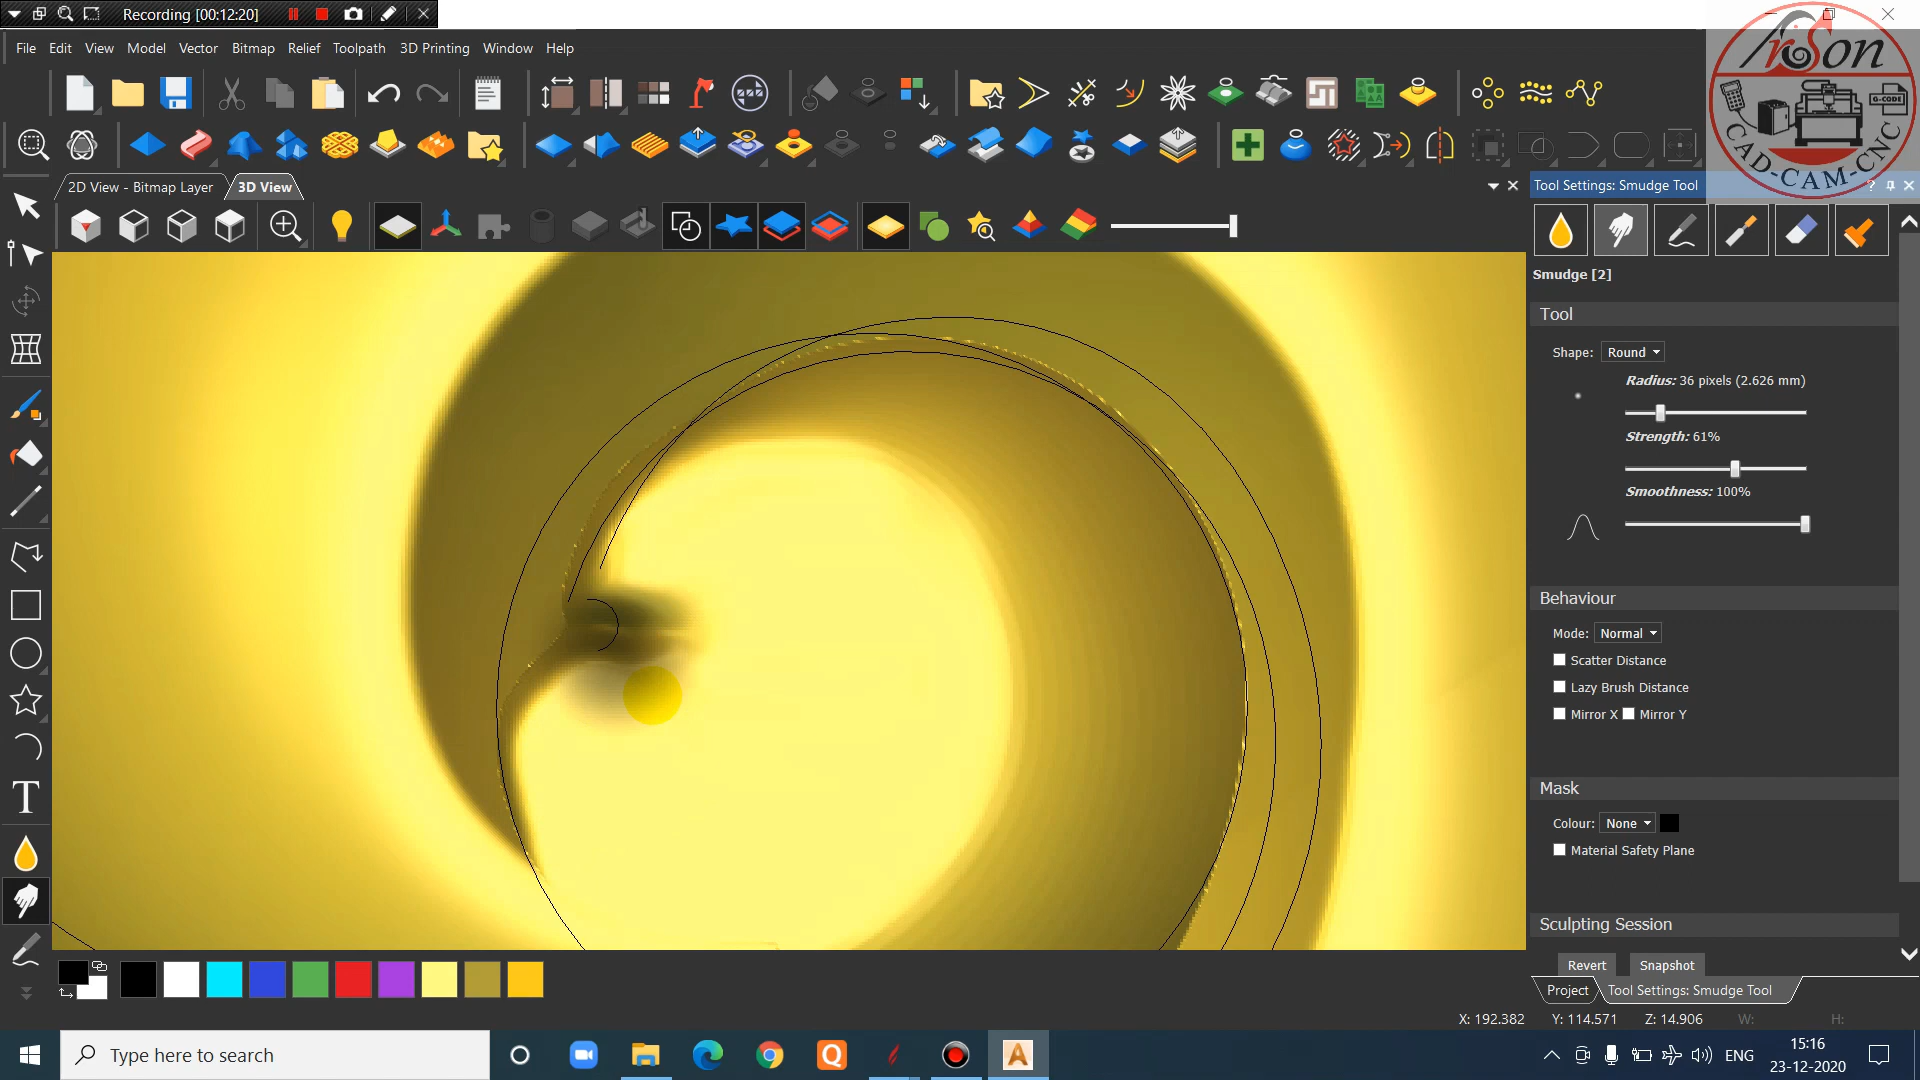 Recording [00:12:20]
File Edit View Model Vector Bitmap Relief Toolpath 3D Printing Window Help
ArtSon
G-CODE
CAD-CAM-CNC
2D View - Bitmap Layer
3D View
Tool Settings: Smudge Tool
Smudge [2]
Tool
Shape: Round
Radius: 36 pixels (2.626 mm)
Strength: 61%
Smoothness: 100%
Behaviour
Mode: Normal
Scatter Distance
Lazy Brush Distance
Mirror X Mirror Y
Mask
Colour: None
Material Safety Plane
Sculpting Session
Revert Snapshot
Project Tool Settings: Smudge Tool
X: 192.382 Y: 114.571 Z: 14.906 W: H:
Type here to search
ENG
15:16
23-12-2020